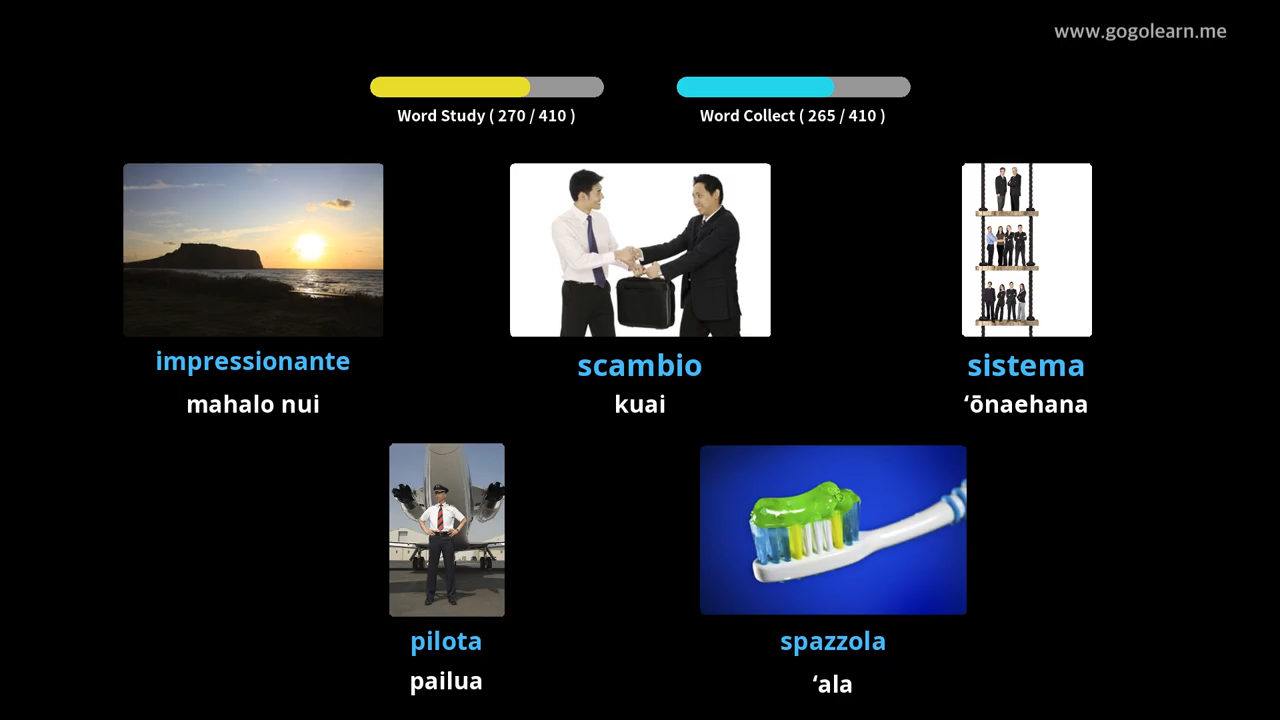 www.gogolearn.me
Word Study ( 270 / 410 )
Word Collect ( 265 / 410 )
impressionante
scambio
sistema
mahalo nui
kuai
ʻōnaehana
pilota
spazzola
pailua
ʻala